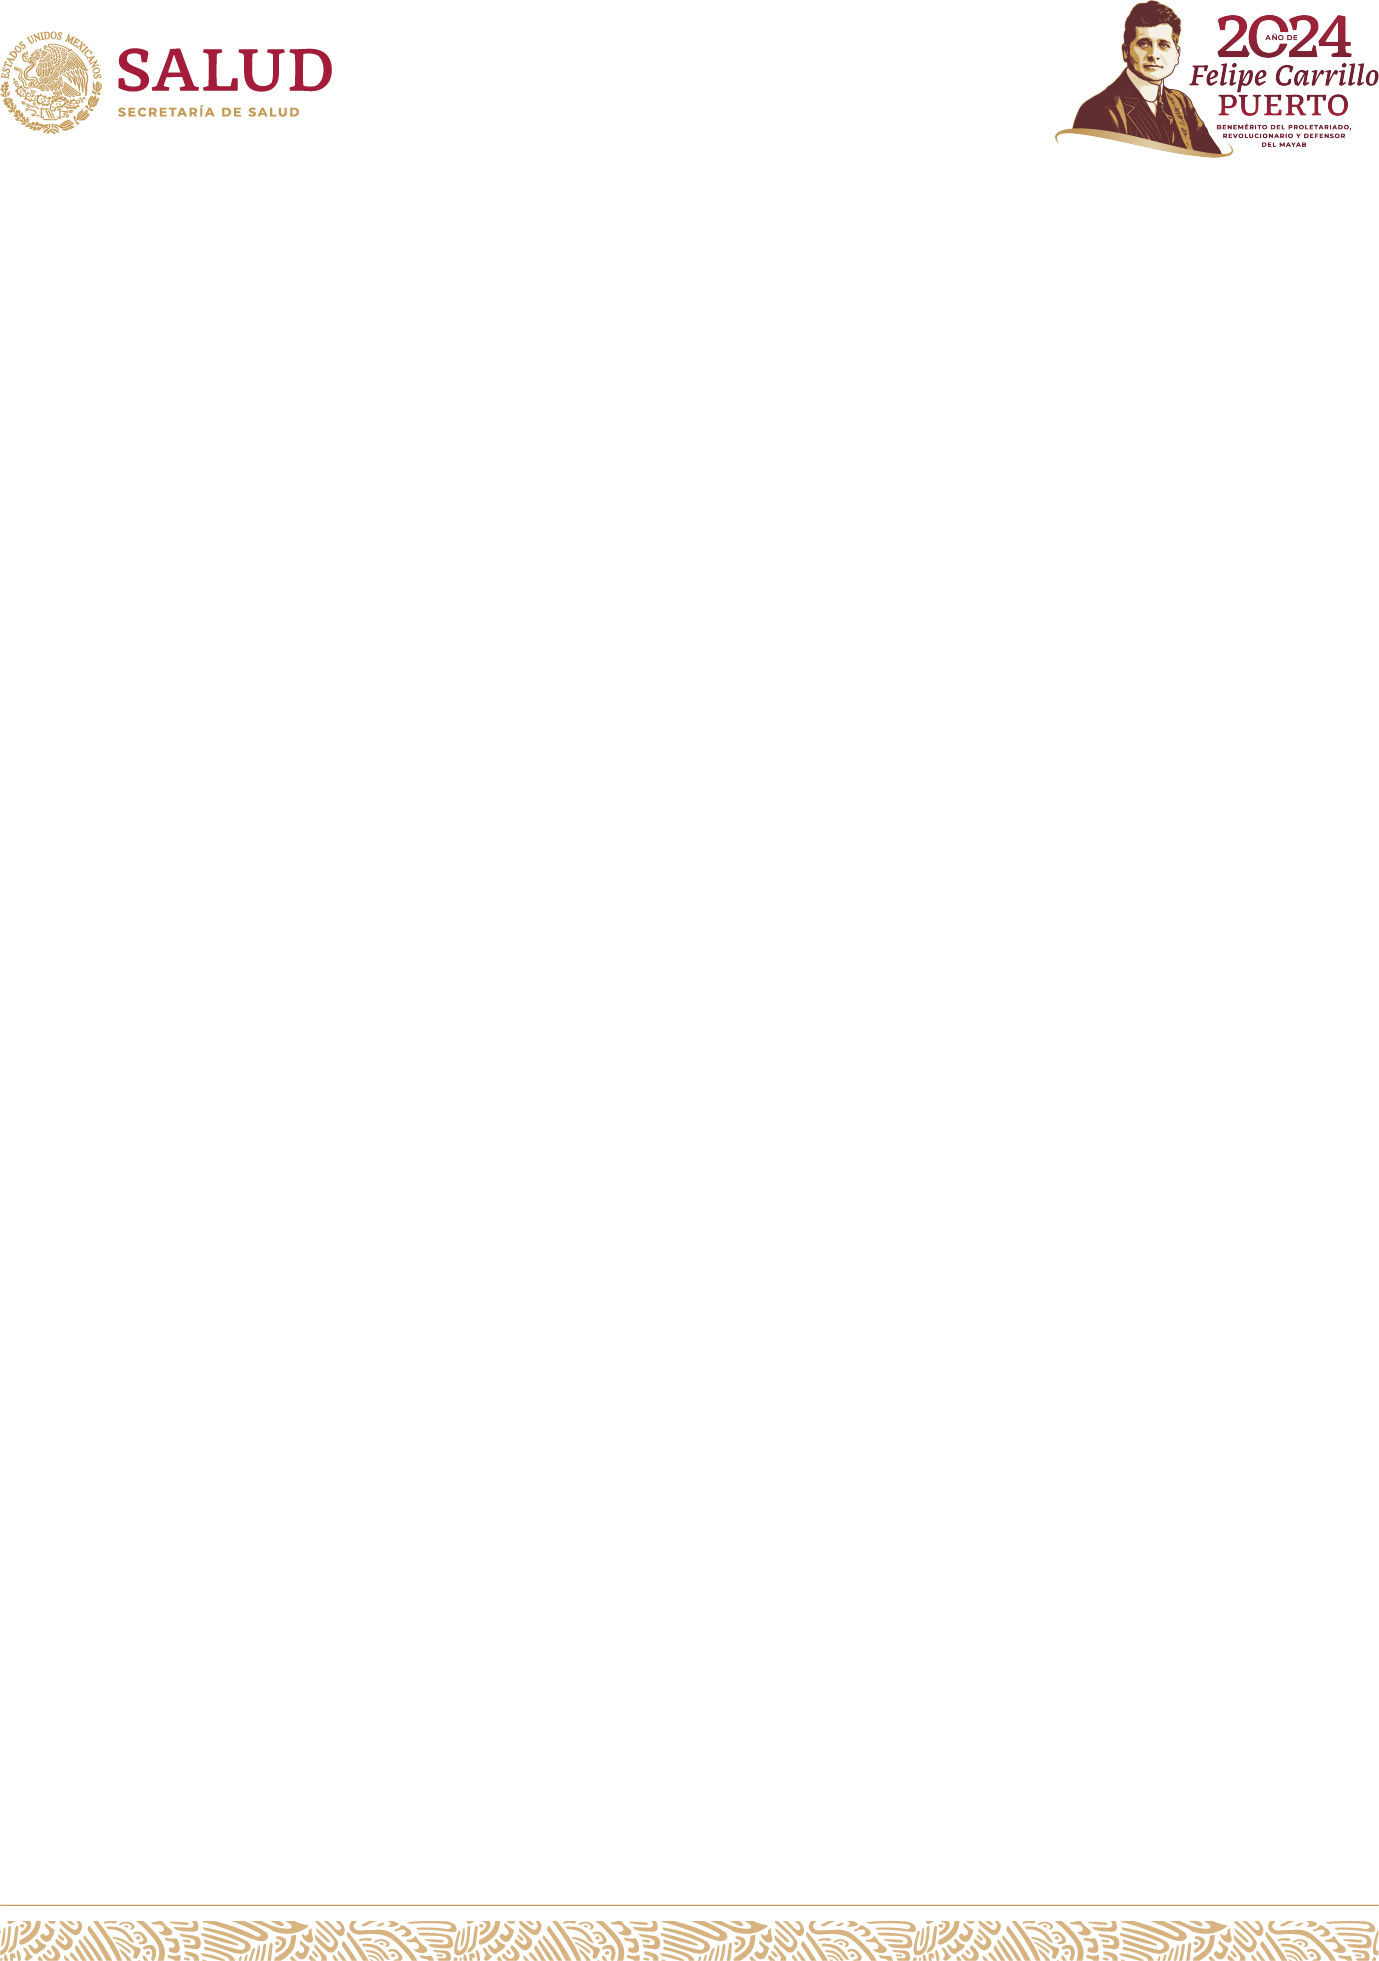 ESTADOS UNIDOS MEXICANOS
SALUD
SECRETARÍA DE SALUD
2024
AÑO DE
Felipe Carrillo
PUERTO
BENEMÉRITO DEL PROLETARIADO,
REVOLUCIONARIO Y DEFENSOR
DEL MAYAB